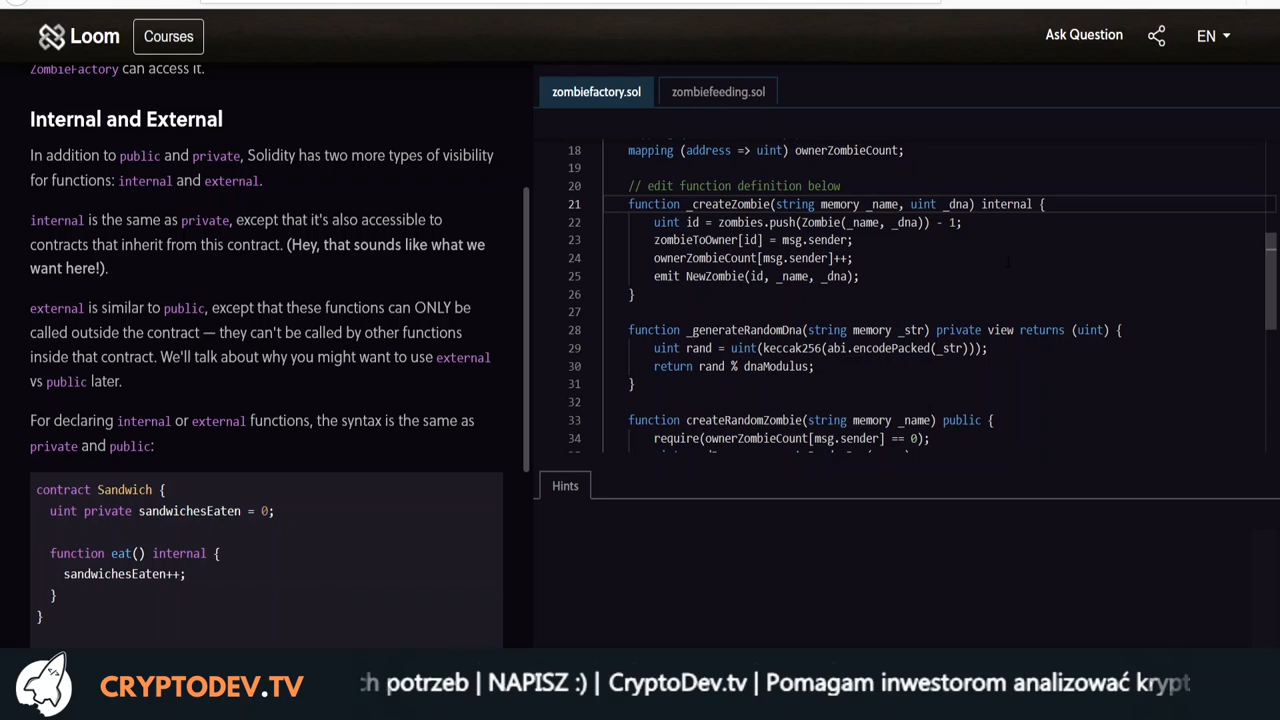 Loom
Courses
Ask Question
EN
ZombieFactory can access it.
Internal and External
In addition to public and private, Solidity has two more types of visibility
for functions: internal and external.
internal is the same as private, except that it's also accessible to
contracts that inherit from this contract. (Hey, that sounds like what we
want here!).
external is similar to public, except that these functions can ONLY be
called outside the contract — they can't be called by other functions
inside that contract. We'll talk about why you might want to use external
vs public later.
For declaring internal or external functions, the syntax is the same as
private and public:
contract Sandwich {
uint private sandwichesEaten = 0;
function eat() internal {
sandwichesEaten++;
}
}
zombiefactory.sol
zombiefeeding.sol
18 mapping (address => uint) ownerZombieCount;
19
20 // edit function definition below
21 function _createZombie(string memory _name, uint _dna) internal {
22 uint id = zombies.push(Zombie(_name, _dna)) - 1;
23 zombieToOwner[id] = msg.sender;
24 ownerZombieCount[msg.sender]++;
25 emit NewZombie(id, _name, _dna);
26 }
27
28 function _generateRandomDna(string memory _str) private view returns (uint) {
29 uint rand = uint(keccak256(abi.encodePacked(_str)));
30 return rand % dnaModulus;
31 }
32
33 function createRandomZombie(string memory _name) public {
34 require(ownerZombieCount[msg.sender] == 0);
Hints
CRYPTODEV.TV
ch potrzeb | NAPISZ :) | CryptoDev.tv | Pomagam inwestorom analizować krypt